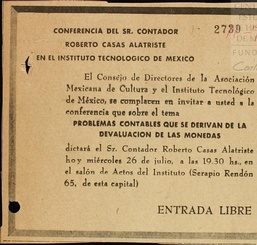 CONFERENCIA DEL SR. CONTADOR
2730
ROBERTO CASAS ALATRISTE
EN EL INSTITUTO TECNOLOGICO DE MEXICO
El Consejo de Directores de la Asociación
Mexicana de Cultura y el Instituto Tecnológico
de México, se complacen en invitar a usted a la
conferencia que sobre el tema
PROBLEMAS CONTABLES QUE SE DERIVAN DE LA
DEVALUACION DE LAS MONEDAS
dictará el Sr. Contador Roberto Casas Alatriste
hoy miércoles 26 de julio, a las 19.30 hs., en
el salón de Actos del Instituto (Serapio Rendón
65, de esta capital)
ENTRADA LIBRE